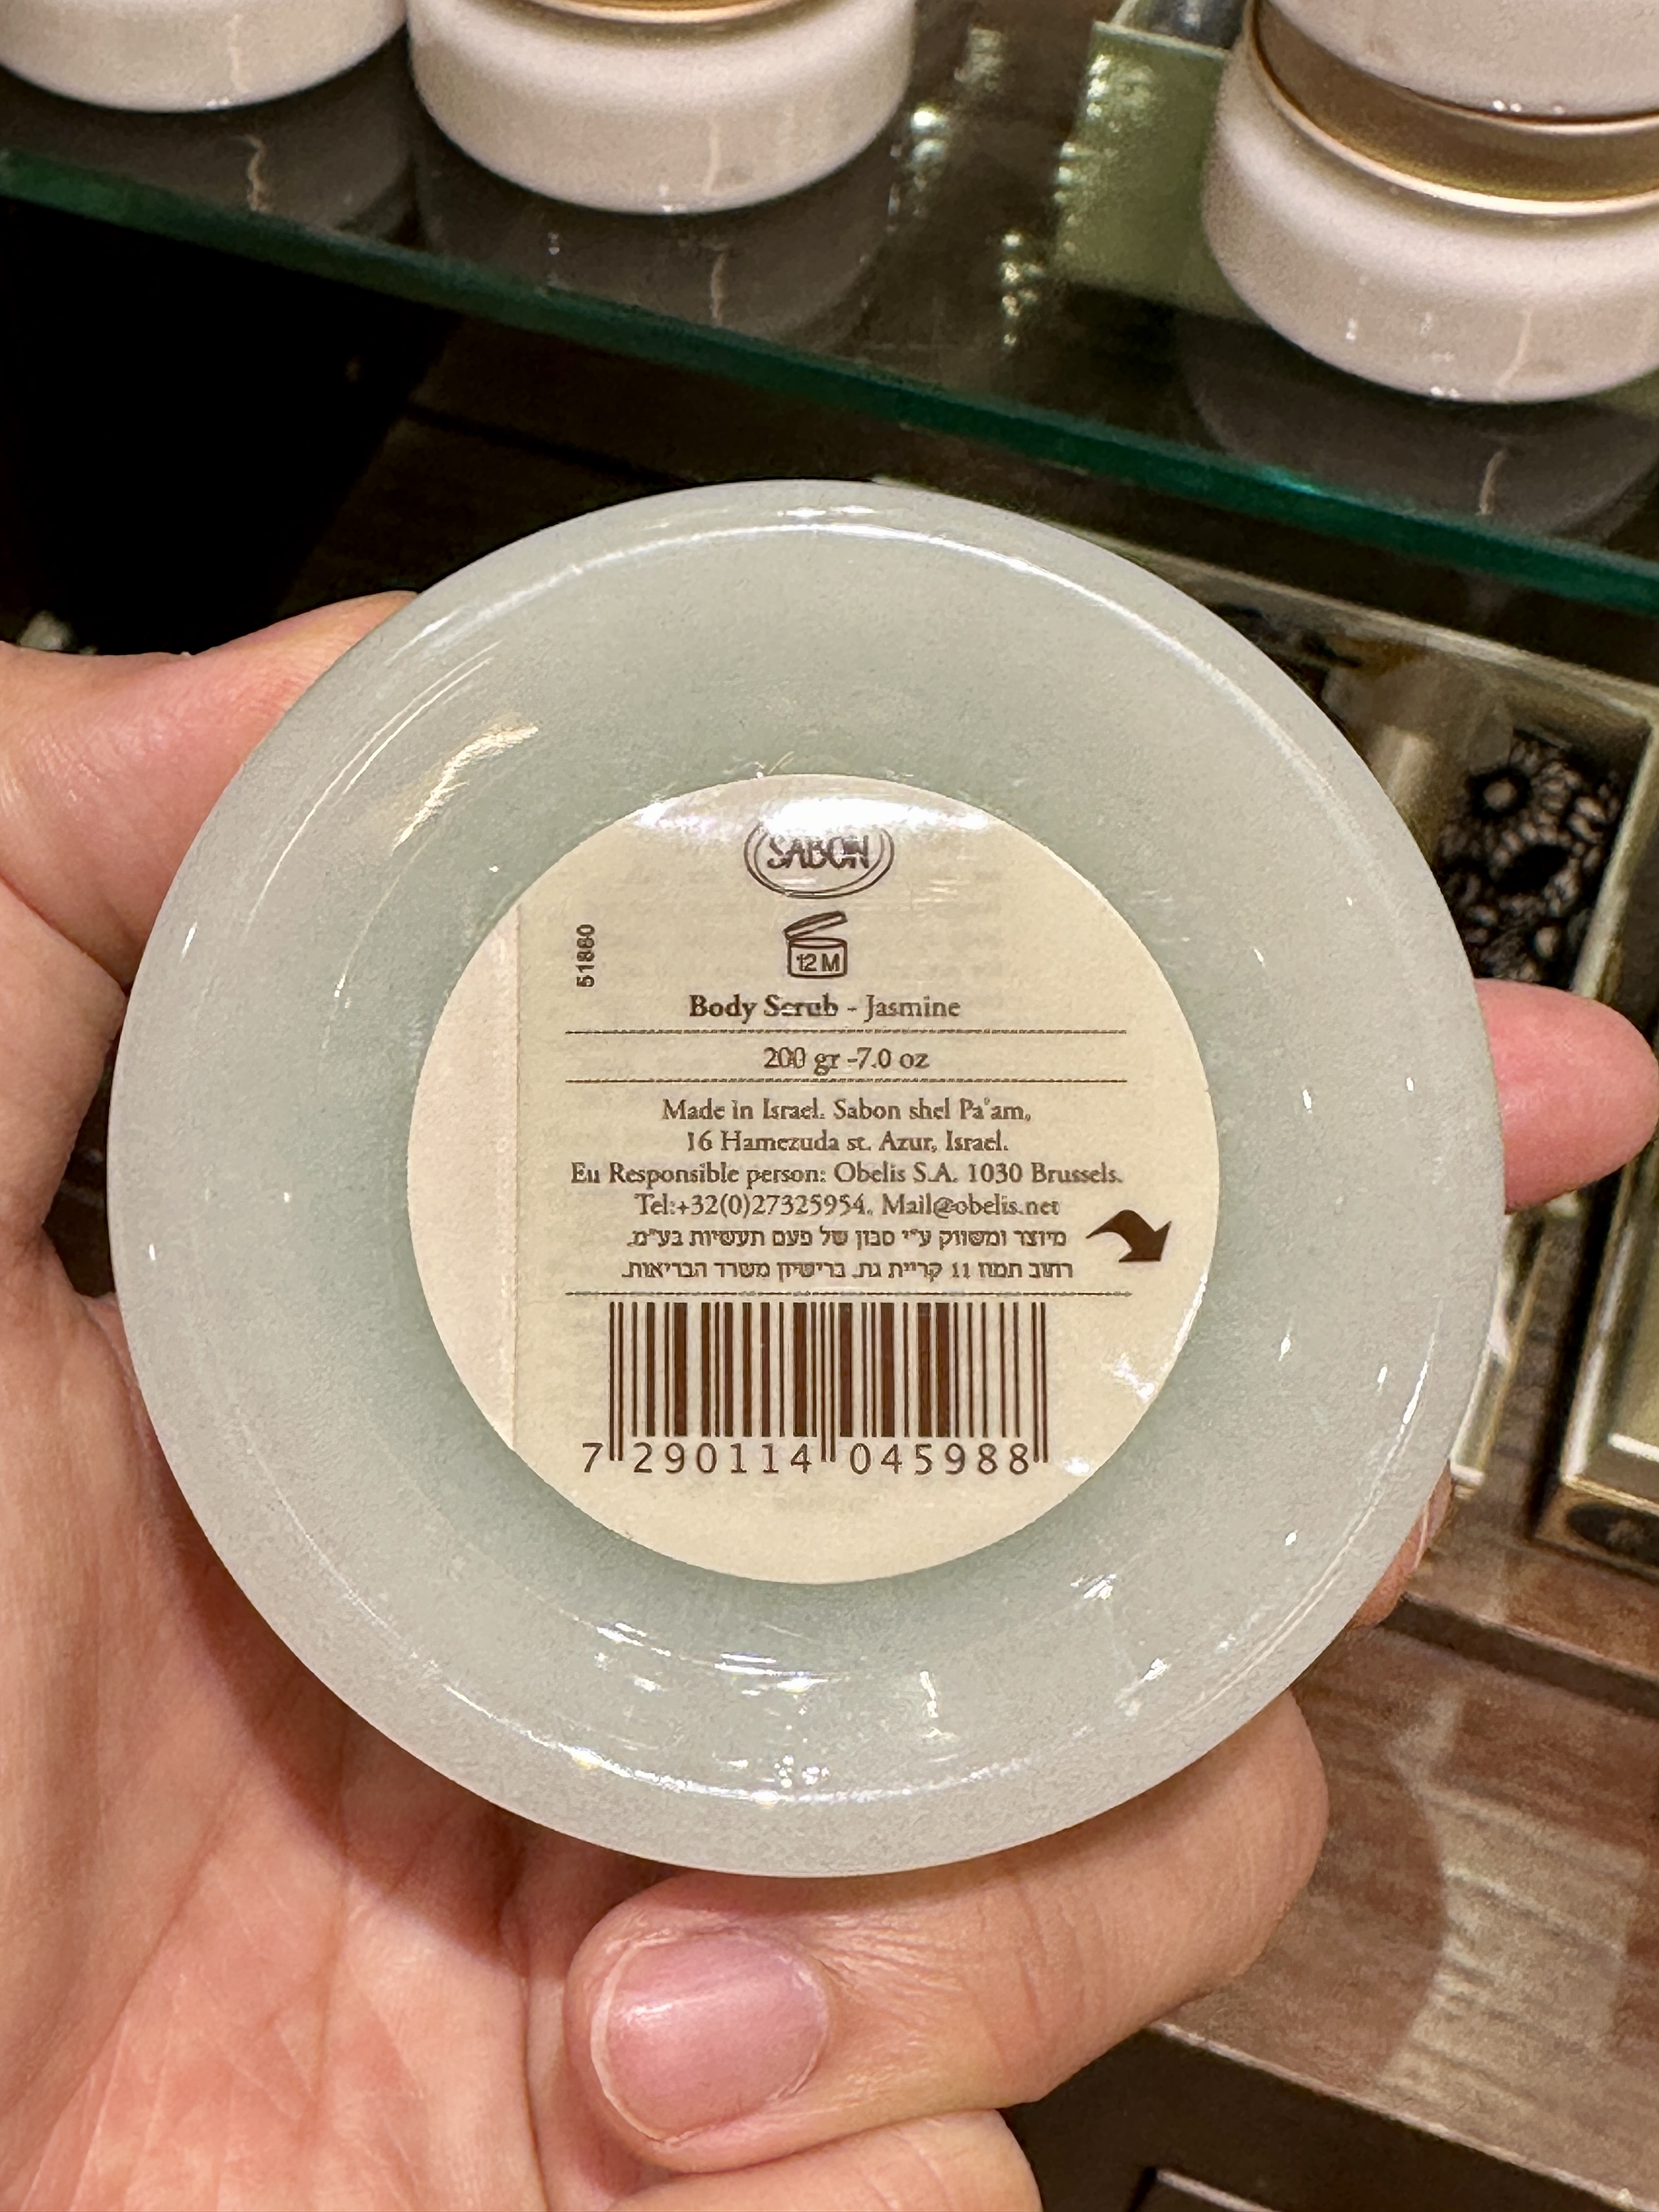 SABON
51880
12 M
Body Scrub - Jasmine
200 gr -7.0 oz
Made in Israel. Sabon shel Pa'am,
16 Hamezuda st. Azur, Israel.
Eu Responsible person: Obelis S.A. 1030 Brussels.
Tel:+32(0)27325954, Mail@obelis.net
מיוצר ומשווק ע"י סבון של פעם תעשיות בע"מ.
רחוב תמוז 11 קריית גת. ברישיון משרד הבריאות.
7 290114 045988